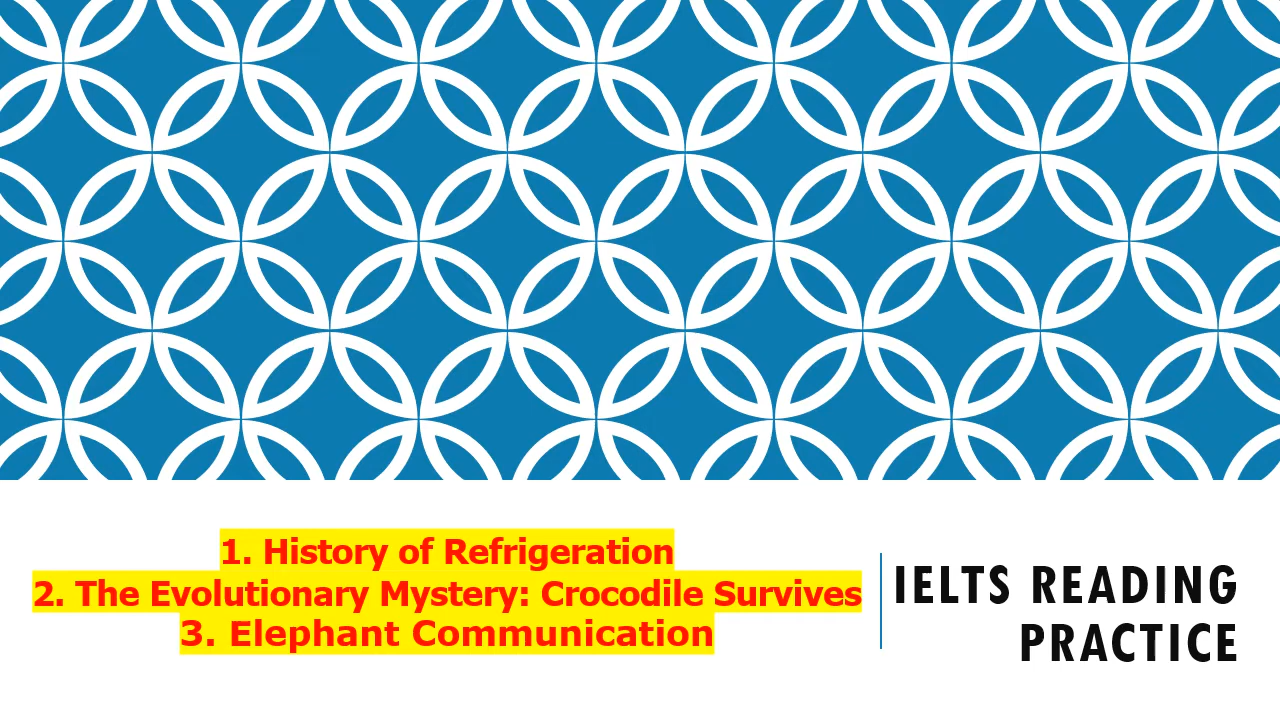 1. History of Refrigeration
2. The Evolutionary Mystery: Crocodile Survives
3. Elephant Communication
IELTS READING
PRACTICE